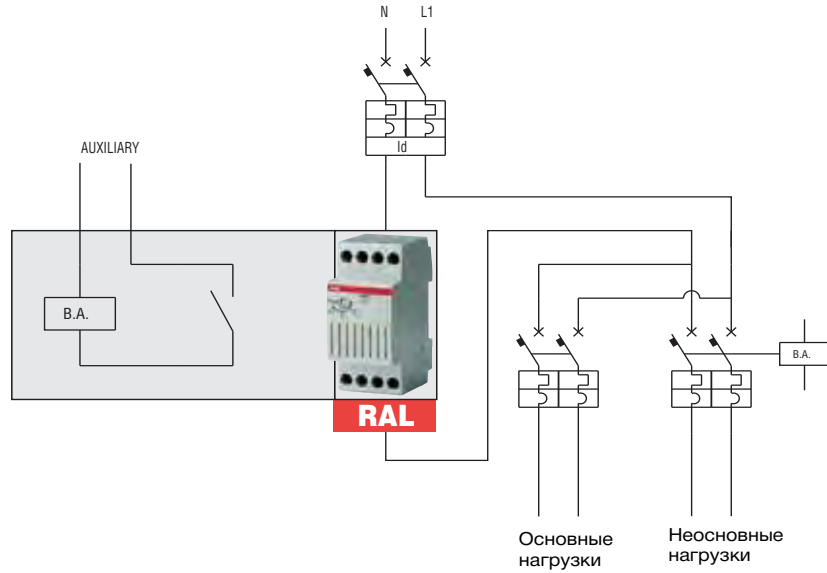 N L1
AUXILIARY
Id
B.A.
B.A.
RAL
Основные
нагрузки
Неосновные
нагрузки